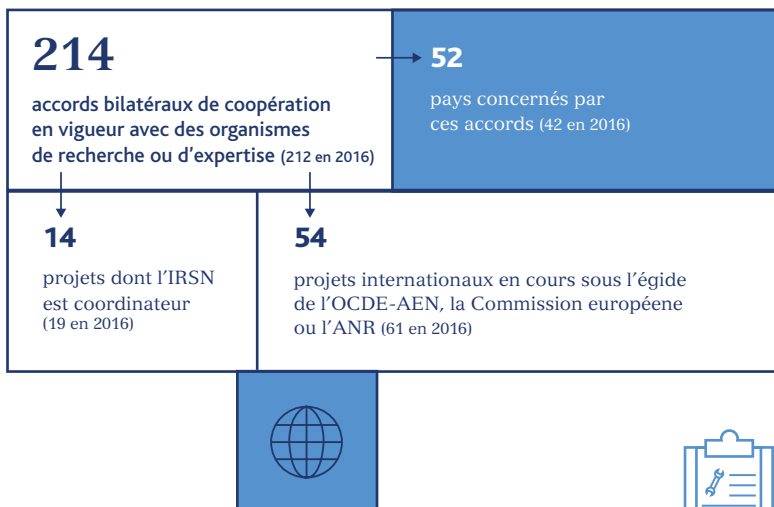 214
accords bilatéraux de coopération
en vigueur avec des organismes
de recherche ou d'expertise (212 en 2016)
52
pays concernés par
ces accords (42 en 2016)
14
projets dont l'IRSN
est coordinateur
(19 en 2016)
54
projets internationaux en cours sous l'égide
de l'OCDE-AEN, la Commission européene
ou l'ANR (61 en 2016)